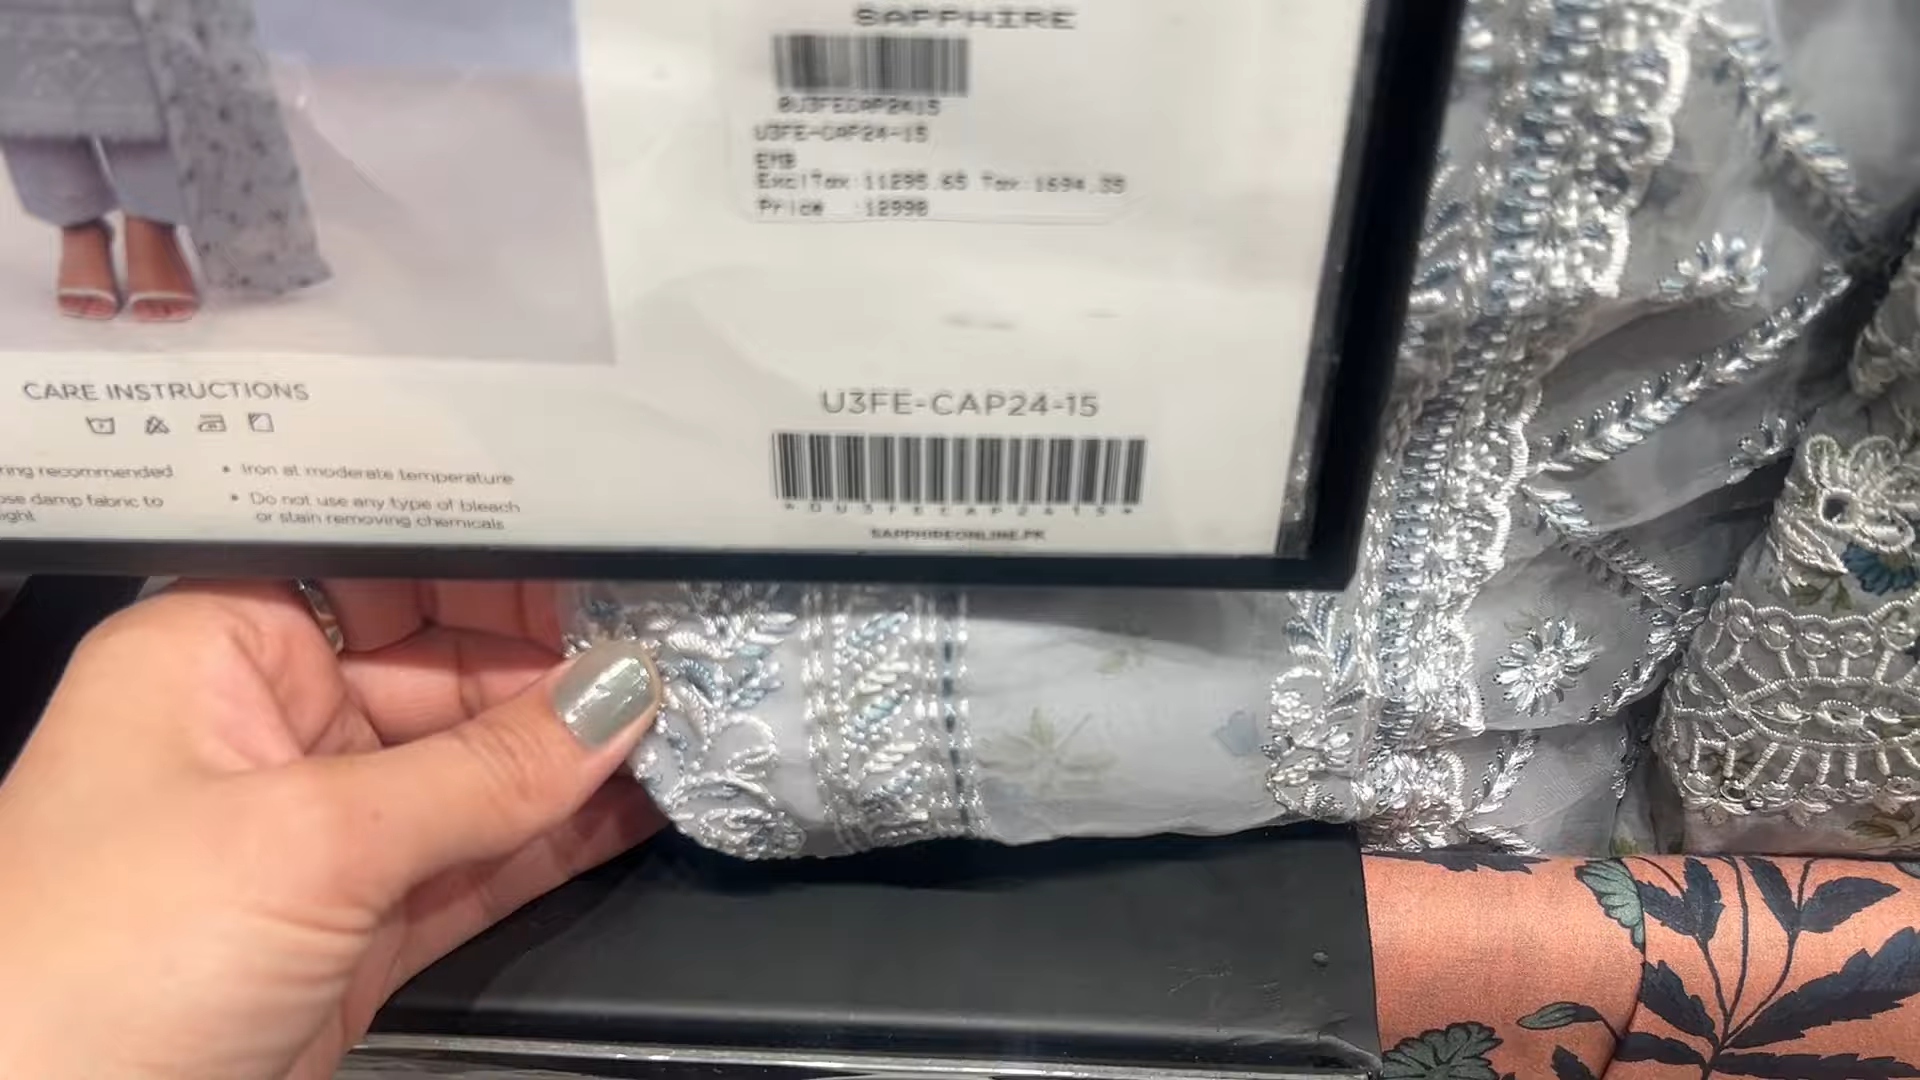 SAPPHIRE
0U3FECAP2415
U3FE-CAP24-15
EMB
ExclTax:11295.65 Tax:1694.35
Price :12990
CARE INSTRUCTIONS
ring recommended
ose damp fabric to
ight
• Iron at moderate temperature
• Do not use any type of bleach
or stain removing chemicals
U3FE-CAP24-15
*0U3FECAP2415*
SAPPHIREONLINE.PK